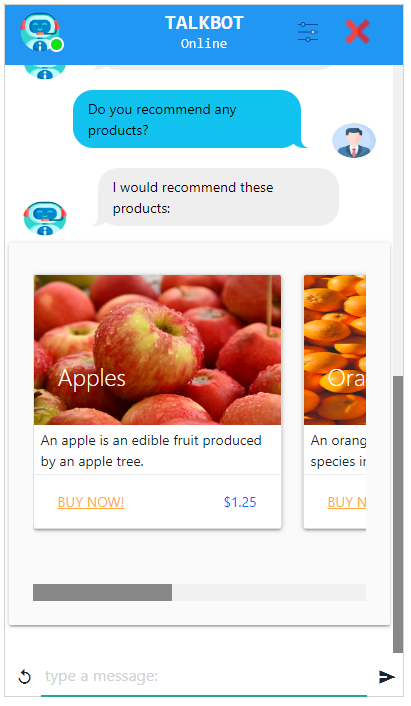 TALKBOT
Online
Do you recommend any
products?
I would recommend these
products:
Apples
An apple is an edible fruit produced
by an apple tree.
BUY NOW!
$1.25
Ora
An orang
species in
BUY N
type a message: